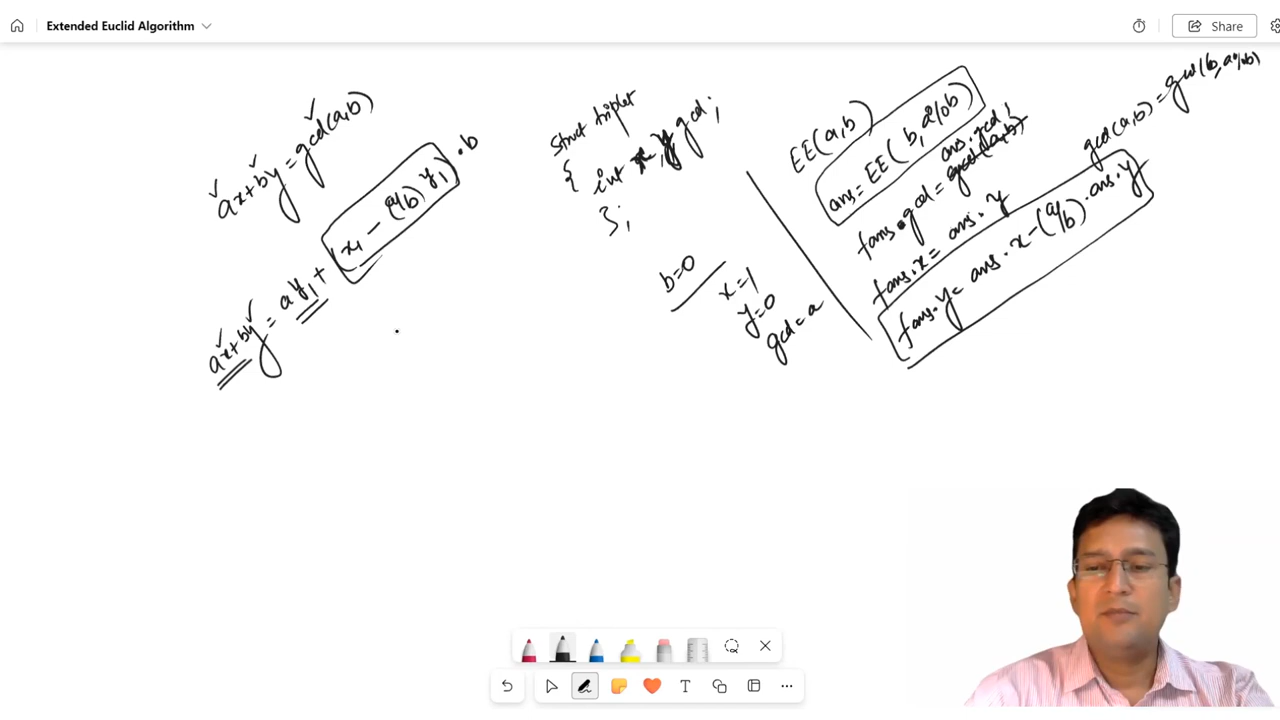 Extended Euclid Algorithm
Share
ax+by=gcd(a,b)
ax+by = ay₁+ (x₁ - (a/b) y₁) · b
struct triplet
{ int x, y, gcd;
};
b=0
x=1
y=0
gcd=a
EE(a,b)
ans=EE(b, a%b)
fans.gcd = ans.gcd;
fans.x = ans.y
fans.y= ans.x-(a/b).ans.y
gcd(a,b) = gcd(b,a%b)